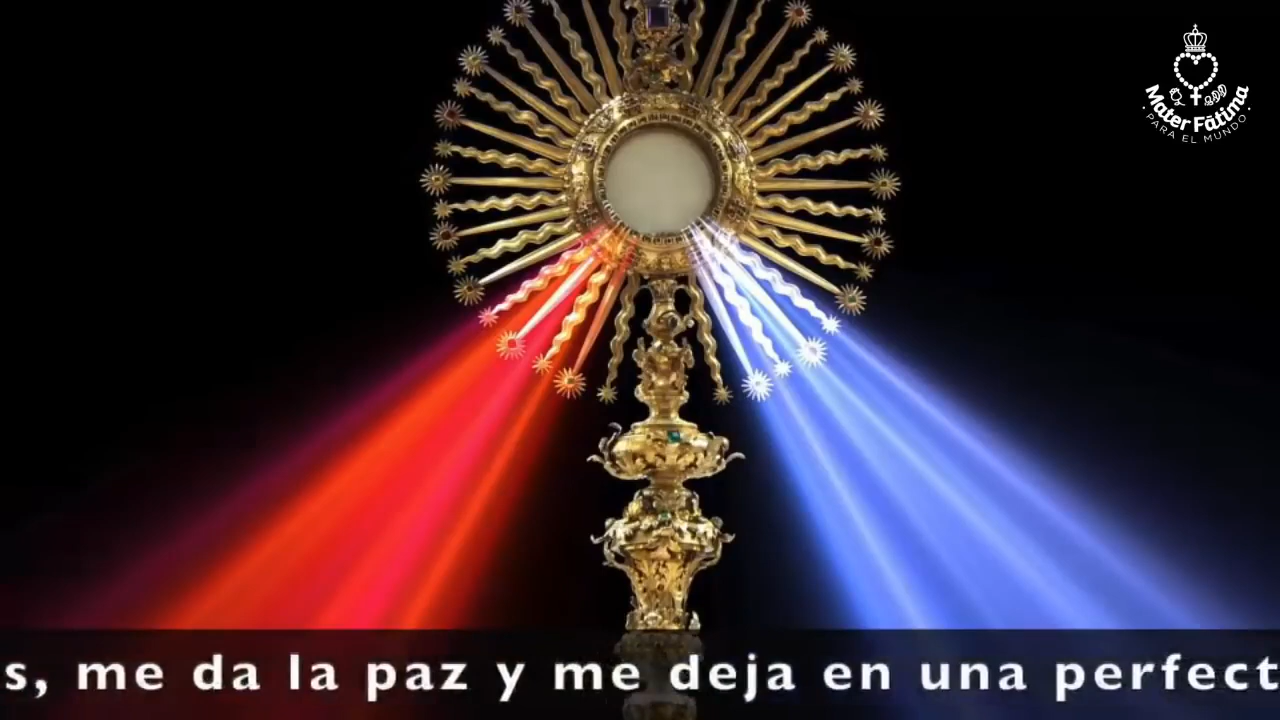 Mater Fátima
· PARA EL MUNDO ·
s, me da la paz y me deja en una perfect